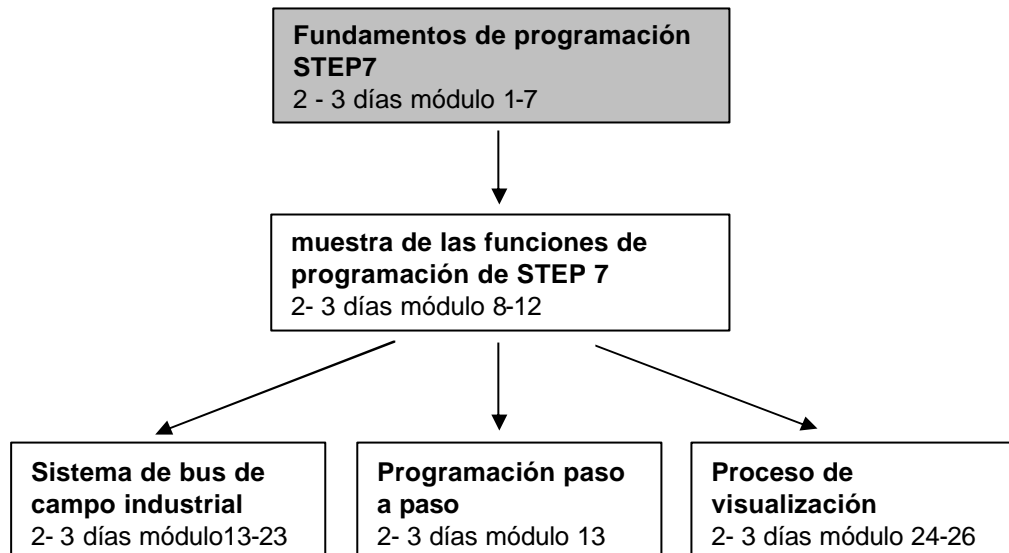 Fundamentos de programación
STEP7
2 - 3 días módulo 1-7
muestra de las funciones de
programación de STEP 7
2- 3 días módulo 8-12
Sistema de bus de
campo industrial
2- 3 días módulo13-23
Programación paso
a paso
2- 3 días módulo 13
Proceso de
visualización
2- 3 días módulo 24-26